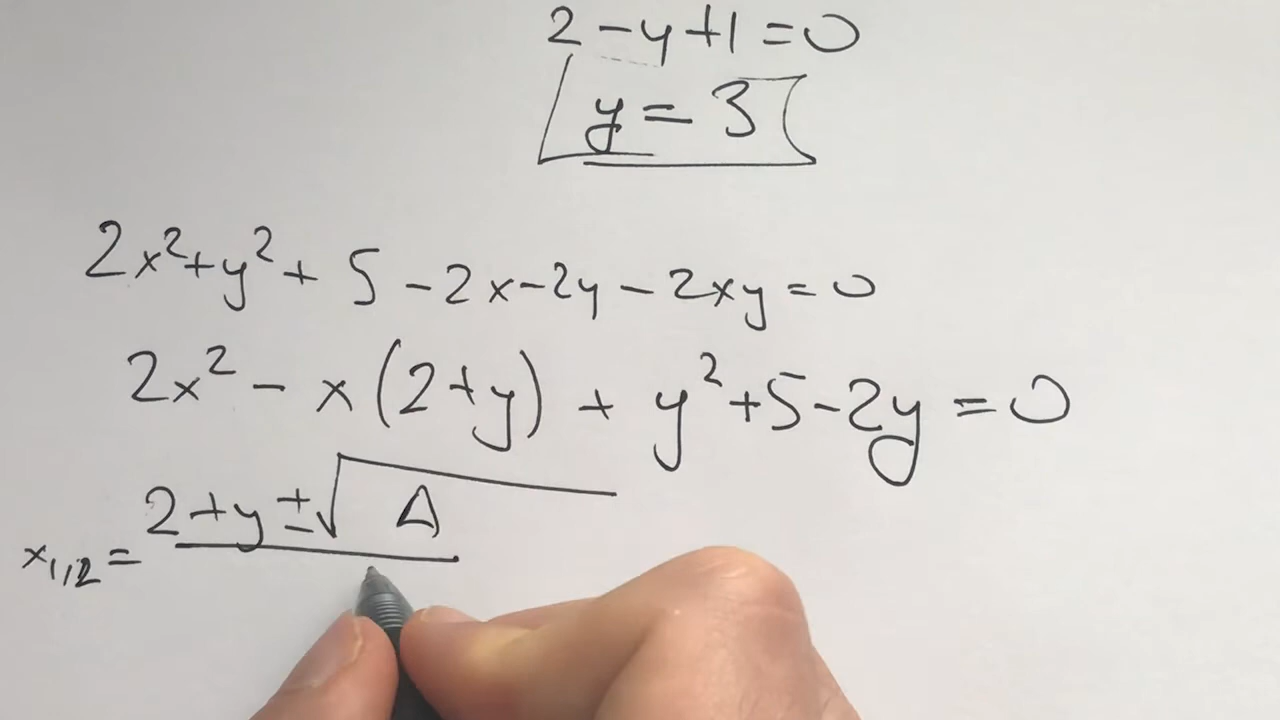 2 - y + 1 = 0
y = 3
2x² + y² + 5 - 2x - 2y - 2xy = 0
2x² - x(2 + y) + y² + 5 - 2y = 0
x₁,₂ = 2 + y ± √Δ